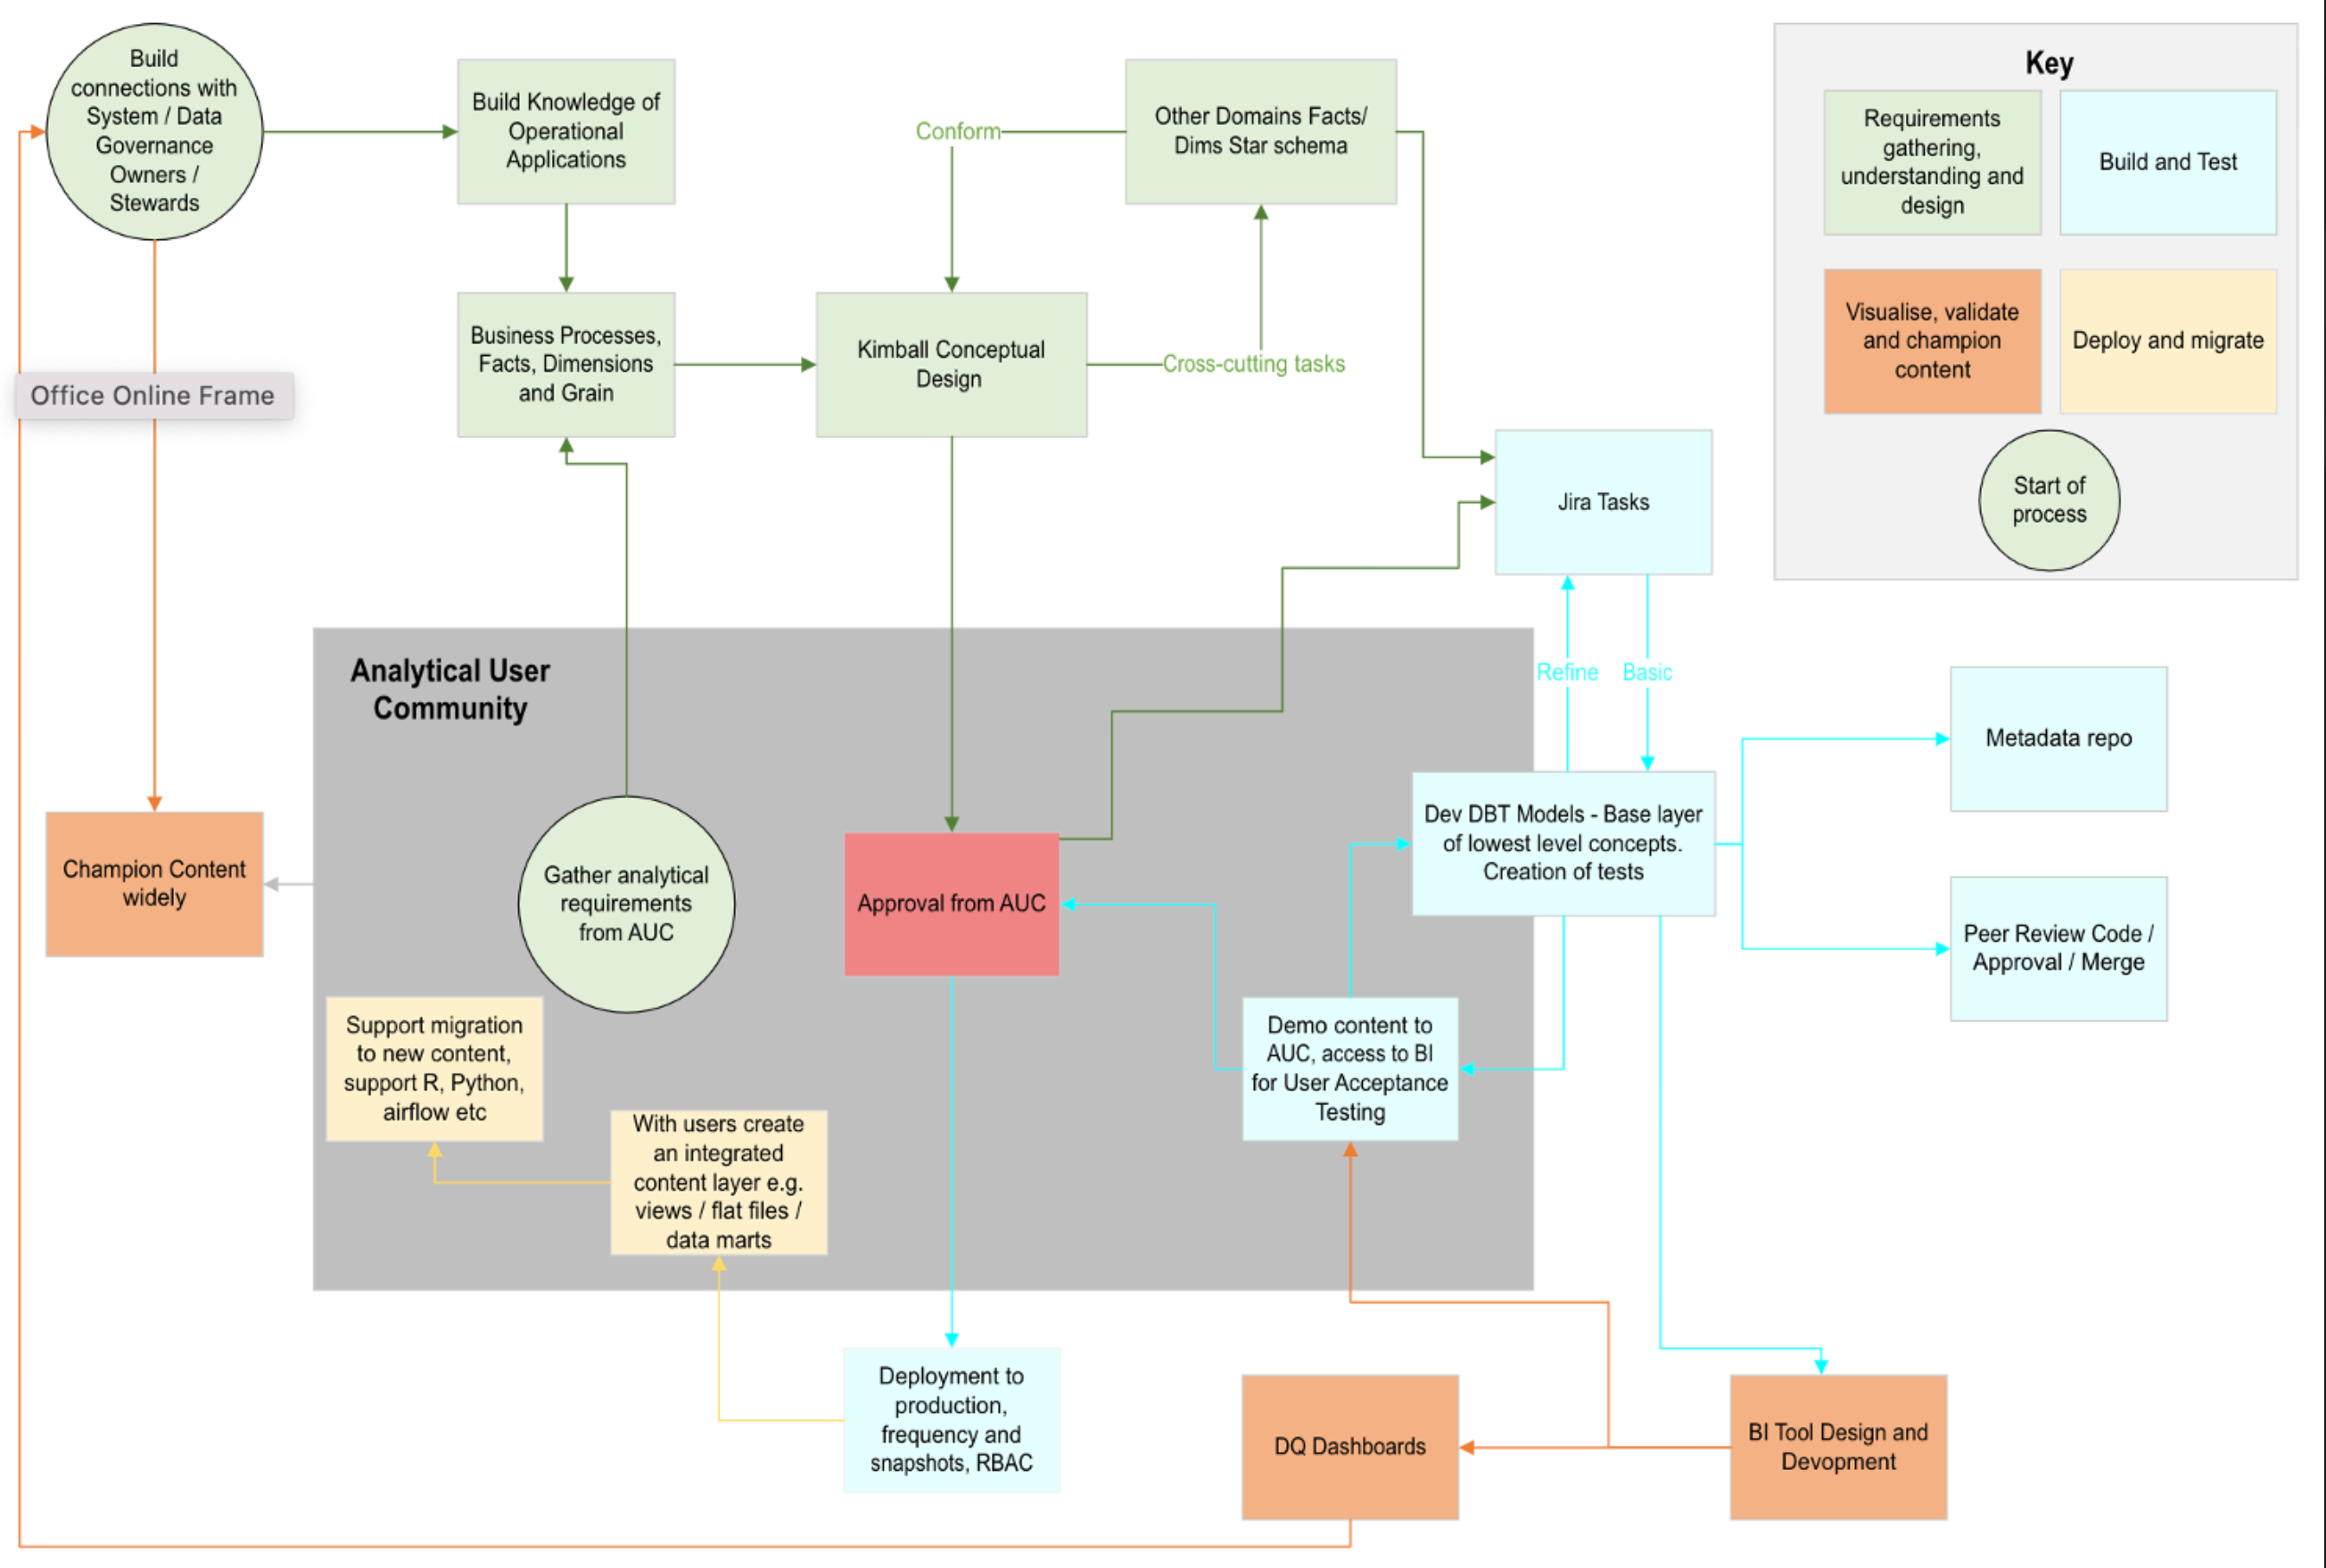 Build
connections with
System / Data
Governance
Owners /
Stewards
Build Knowledge of
Operational
Applications
Conform
Other Domains Facts/
Dims Star schema
Key
Requirements
gathering,
understanding and
design
Build and Test
Visualise, validate
and champion
content
Deploy and migrate
Start of
process
Office Online Frame
Business Processes,
Facts, Dimensions
and Grain
Kimball Conceptual
Design
Cross-cutting tasks
Jira Tasks
Analytical User
Community
Refine
Basic
Metadata repo
Dev DBT Models - Base layer
of lowest level concepts.
Creation of tests
Peer Review Code /
Approval / Merge
Champion Content
widely
Gather analytical
requirements
from AUC
Approval from AUC
Support migration
to new content,
support R, Python,
airflow etc
With users create
an integrated
content layer e.g.
views / flat files /
data marts
Demo content to
AUC, access to BI
for User Acceptance
Testing
Deployment to
production,
frequency and
snapshots, RBAC
DQ Dashboards
BI Tool Design and
Devopment